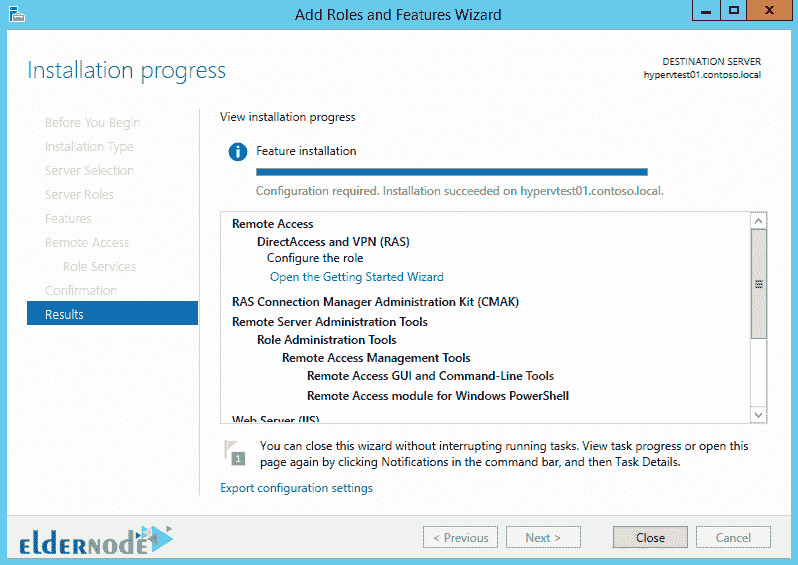 Add Roles and Features Wizard
Installation progress
DESTINATION SERVER
hypervtest01.contoso.local
Before You Begin
Installation Type
Server Selection
Server Roles
Features
Remote Access
Role Services
Confirmation
Results
View installation progress
Feature installation
Configuration required. Installation succeeded on hypervtest01.contoso.local.
Remote Access
DirectAccess and VPN (RAS)
Configure the role
Open the Getting Started Wizard
RAS Connection Manager Administration Kit (CMAK)
Remote Server Administration Tools
Role Administration Tools
Remote Access Management Tools
Remote Access GUI and Command-Line Tools
Remote Access module for Windows PowerShell
Web Server (IIS)
1
You can close this wizard without interrupting running tasks. View task progress or open this
page again by clicking Notifications in the command bar, and then Task Details.
Export configuration settings
eLDERNODE
< Previous
Next >
Close
Cancel